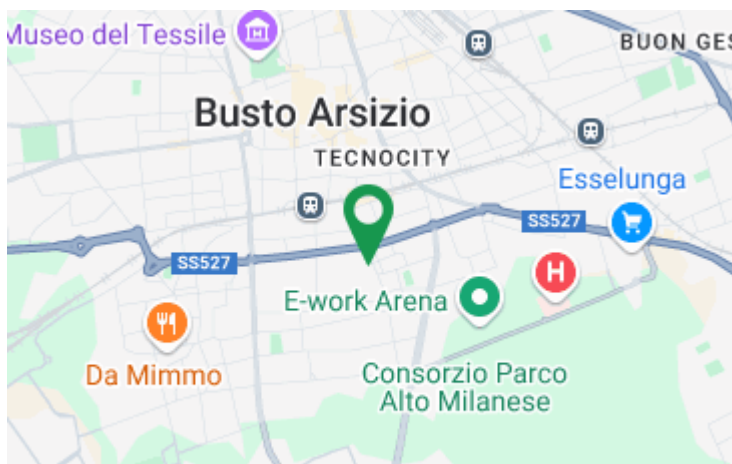 Museo del Tessile
BUON GES
Busto Arsizio
TECNOCITY
Esselunga
SS527
SS527
H
E-work Arena
Da Mimmo
Consorzio Parco
Alto Milanese